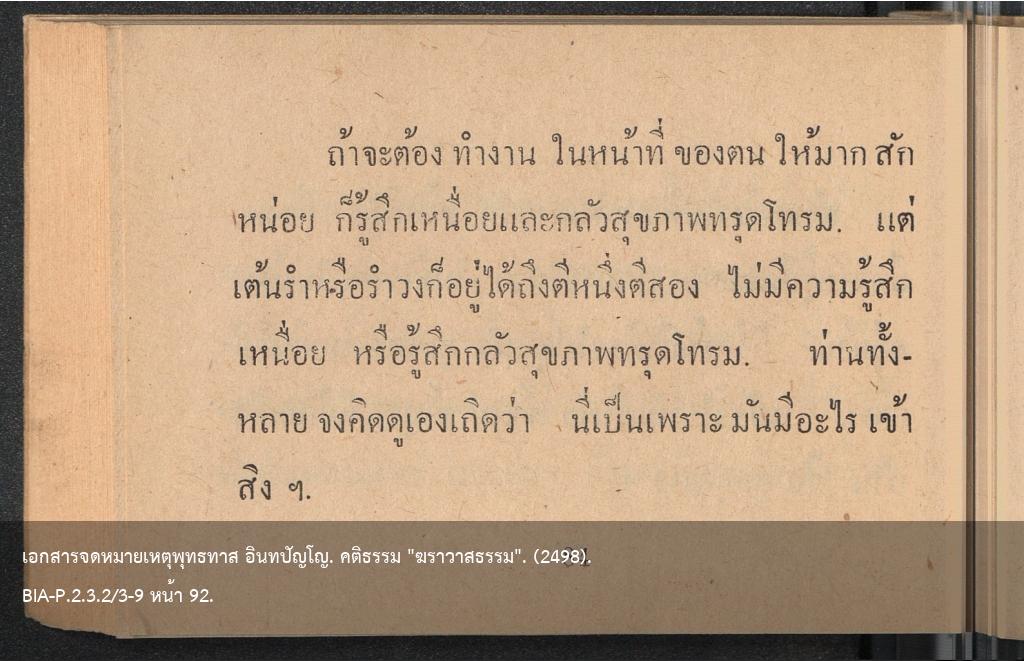 ถ้าจะต้อง ทำงาน ในหน้าที่ ของตน ให้มาก สัก
หน่อย ก็รู้สึกเหนื่อยและกลัวสุขภาพทรุดโทรม. แต่
เต้นรำหรือรำวงก็อยู่ได้ถึงตีหนึ่งตีสอง ไม่มีความรู้สึก
เหนื่อย หรือรู้สึกกลัวสุขภาพทรุดโทรม. ท่านทั้ง-
หลาย จงคิดดูเองเถิดว่า นี่เป็นเพราะ มันมีอะไร เข้า
สิง ๆ.
เอกสารจดหมายเหตุพุทธทาส อินทปัญโญ. คติธรรม "ฆราวาสธรรม". (2498).
BIA-P.2.3.2/3-9 หน้า 92.